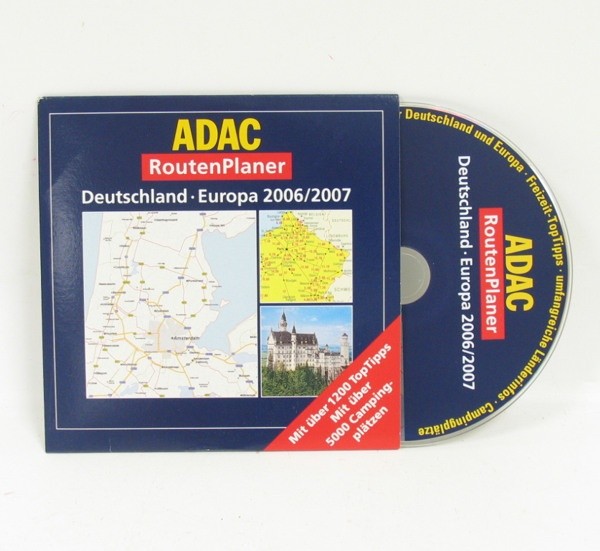 ADAC
RoutenPlaner
Deutschland · Europa 2006/2007
Amsterdam
Mit über 1200 TopTipps
Mit über
5000 Camping-
plätzen
r Deutschland und Europa · Freizeit-TopTipps · umfangreiche Länderinfos · Campingplätze
ADAC
RoutenPlaner
Deutschland · Europa 2006/2007